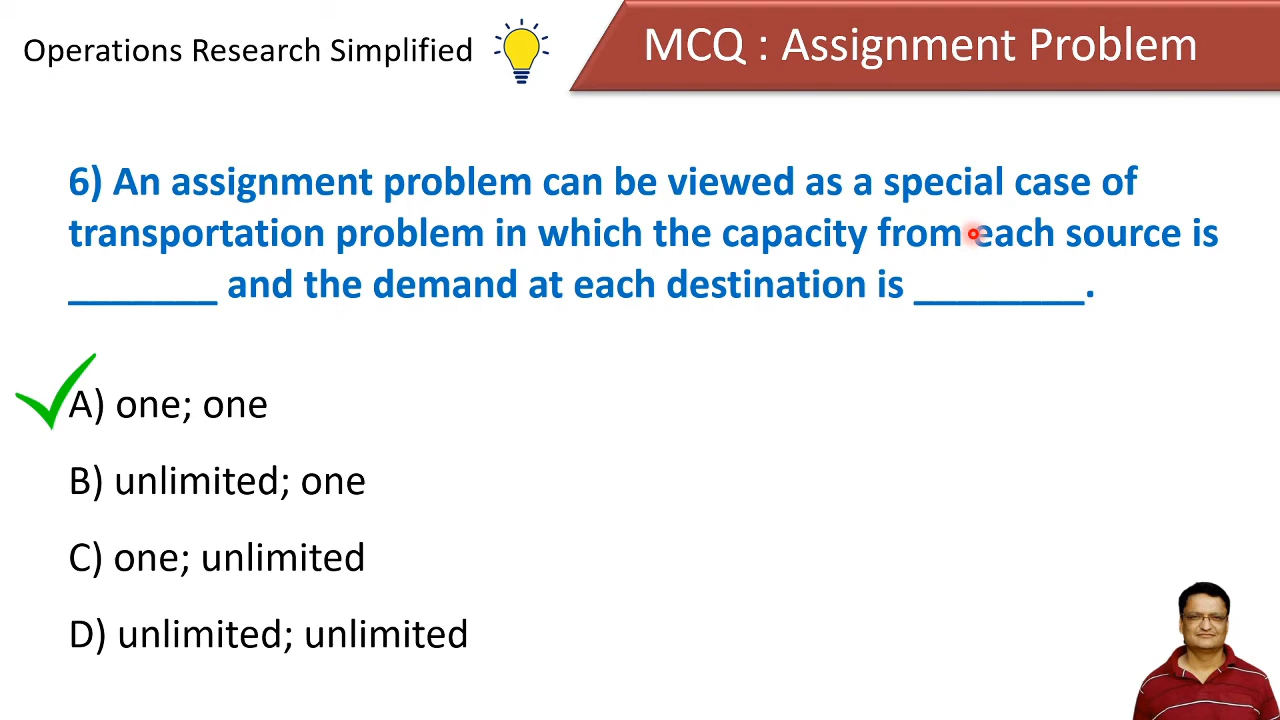 Operations Research Simplified
MCQ : Assignment Problem
6) An assignment problem can be viewed as a special case of
transportation problem in which the capacity from each source is
_______ and the demand at each destination is ________.
A) one; one
B) unlimited; one
C) one; unlimited
D) unlimited; unlimited